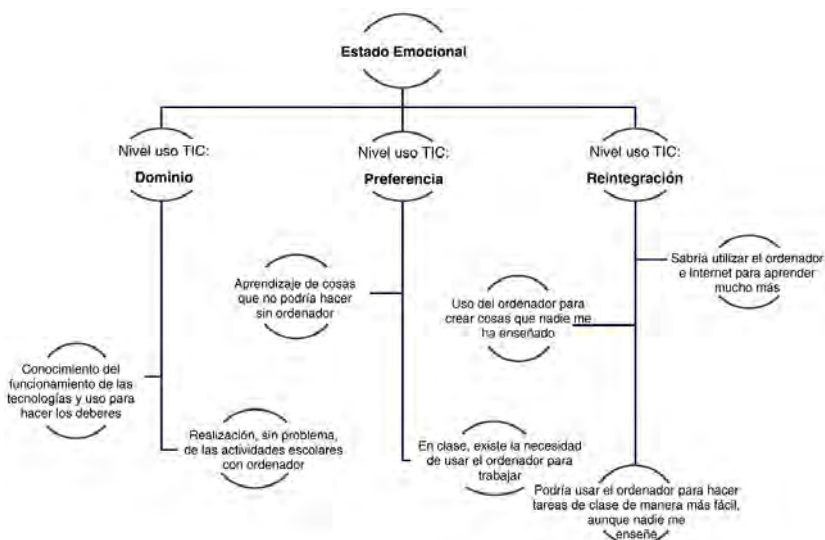 Estado Emocional
Nivel uso TIC:
Dominio
Nivel uso TIC:
Preferencia
Nivel uso TIC:
Reintegración
Conocimiento del
funcionamiento de las
tecnologías y uso para
hacer los deberes
Realización, sin problema,
de las actividades escolares
con ordenador
Aprendizaje de cosas
que no podría hacer
sin ordenador
En clase, existe la necesidad
de usar el ordenador para
trabajar
Sabría utilizar el ordenador
e Internet para aprender
mucho más
Uso del ordenador para
crear cosas que nadie me
ha enseñado
Podría usar el ordenador para hacer
tareas de clase de manera más fácil,
aunque nadie me
enseñe